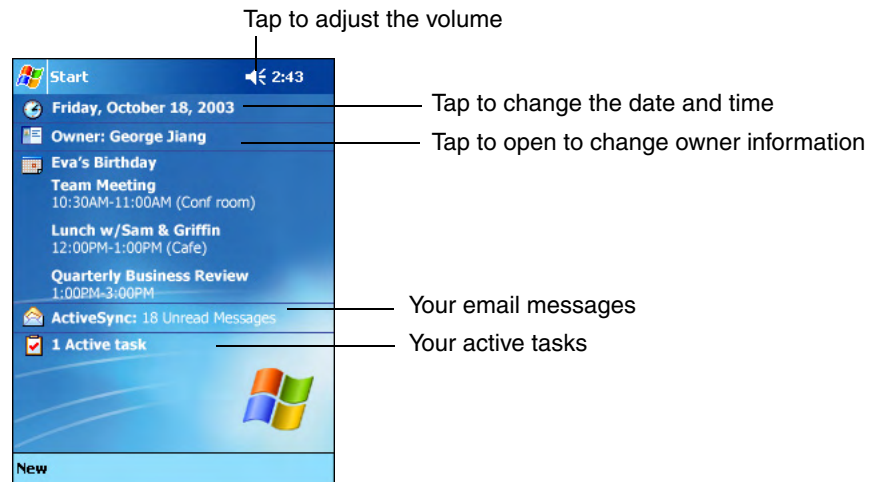 Tap to adjust the volume
Start 2:43
Friday, October 18, 2003
Tap to change the date and time
Owner: George Jiang
Tap to open to change owner information
Eva's Birthday
Team Meeting
10:30AM-11:00AM (Conf room)
Lunch w/Sam & Griffin
12:00PM-1:00PM (Cafe)
Quarterly Business Review
1:00PM-3:00PM
ActiveSync: 18 Unread Messages
Your email messages
1 Active task
Your active tasks
New